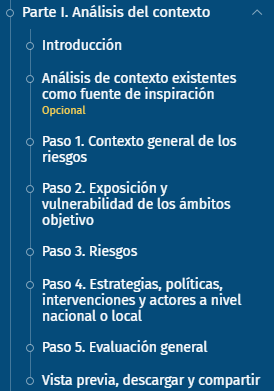 Parte I. Análisis del contexto
Introducción
Análisis de contexto existentes
como fuente de inspiración
Opcional
Paso 1. Contexto general de los
riesgos
Paso 2. Exposición y
vulnerabilidad de los ámbitos
objetivo
Paso 3. Riesgos
Paso 4. Estrategias, políticas,
intervenciones y actores a nivel
nacional o local
Paso 5. Evaluación general
Vista previa, descargar y compartir